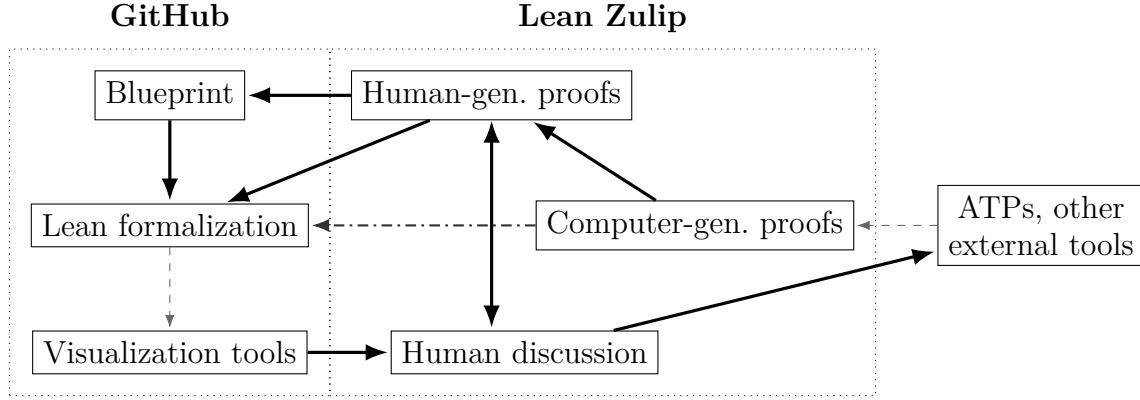 GitHub
Lean Zulip
Blueprint
Human-gen. proofs
Lean formalization
Computer-gen. proofs
ATPs, other
external tools
Visualization tools
Human discussion